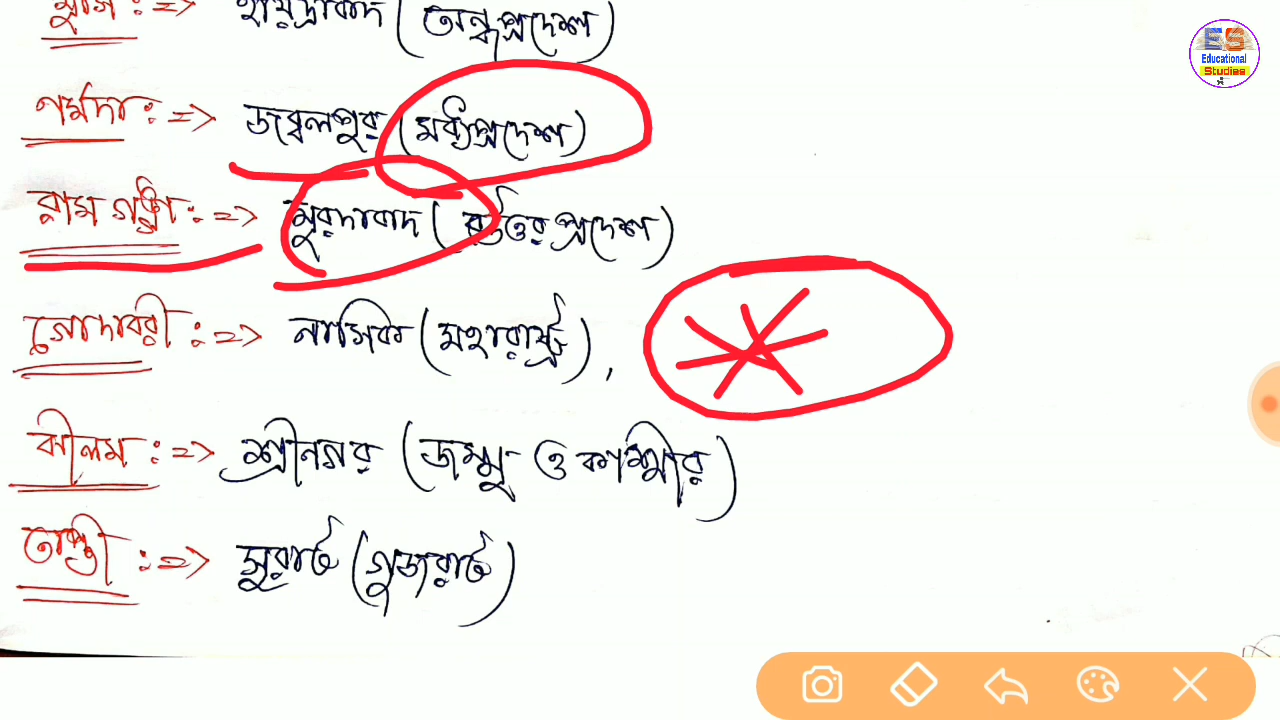 মুসি :=> হায়দ্রাবাদ (অন্ধ্রপ্রদেশ)
ES
Educational
Studies
নর্মদা :=> জব্বলপুর (মধ্যপ্রদেশ)
রামগঙ্গা :=> মুরাদাবাদ (উত্তরপ্রদেশ)
গোদাবরী :=> নাসিক (মহারাষ্ট্র),
ঝীলম :=> শ্রীনগর (জম্মু ও কাশ্মীর)
তাপ্তী :=> সুরাট (গুজরাট)